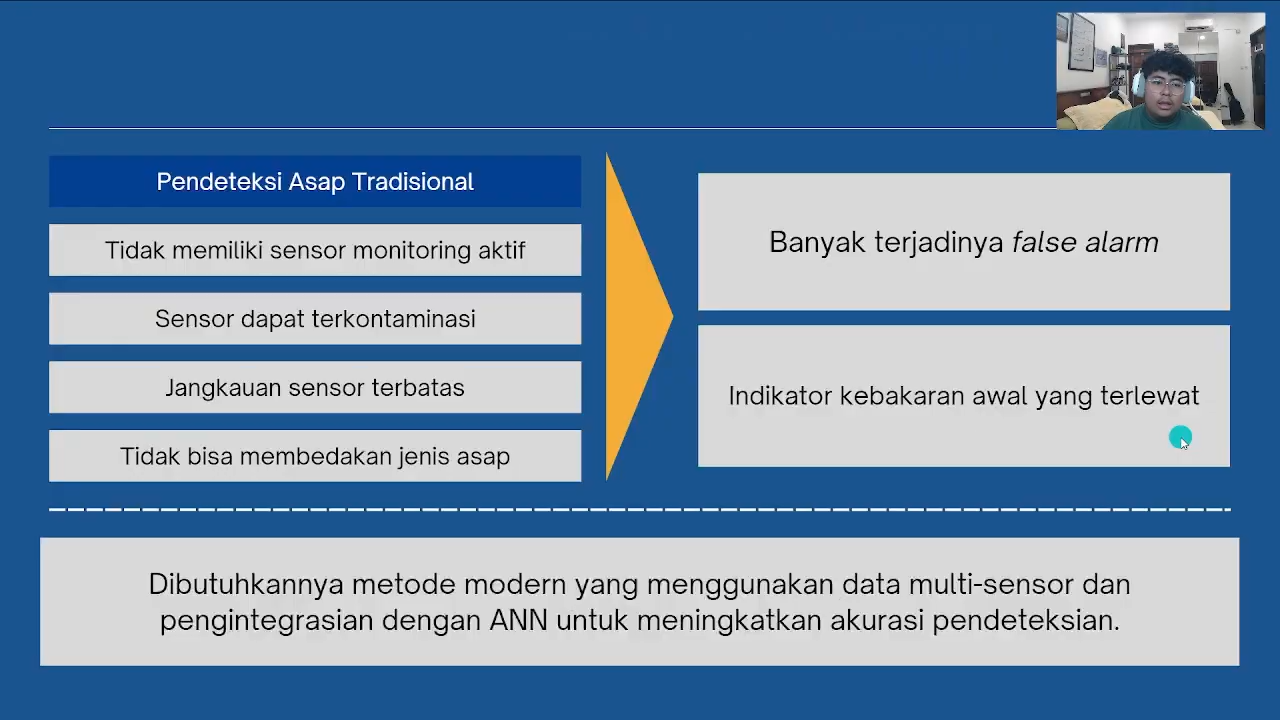 Pendeteksi Asap Tradisional
Tidak memiliki sensor monitoring aktif
Sensor dapat terkontaminasi
Jangkauan sensor terbatas
Tidak bisa membedakan jenis asap
Banyak terjadinya false alarm
Indikator kebakaran awal yang terlewat
Dibutuhkannya metode modern yang menggunakan data multi-sensor dan
pengintegrasian dengan ANN untuk meningkatkan akurasi pendeteksian.